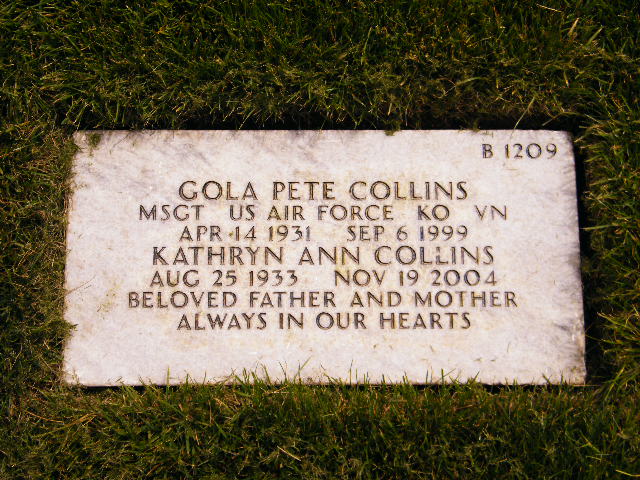 B 1209
GOLA PETE COLLINS
MSGT US AIR FORCE KO VN
APR 14 1931 SEP 6 1999
KATHRYN ANN COLLINS
AUG 25 1933 NOV 19 2004
BELOVED FATHER AND MOTHER
ALWAYS IN OUR HEARTS